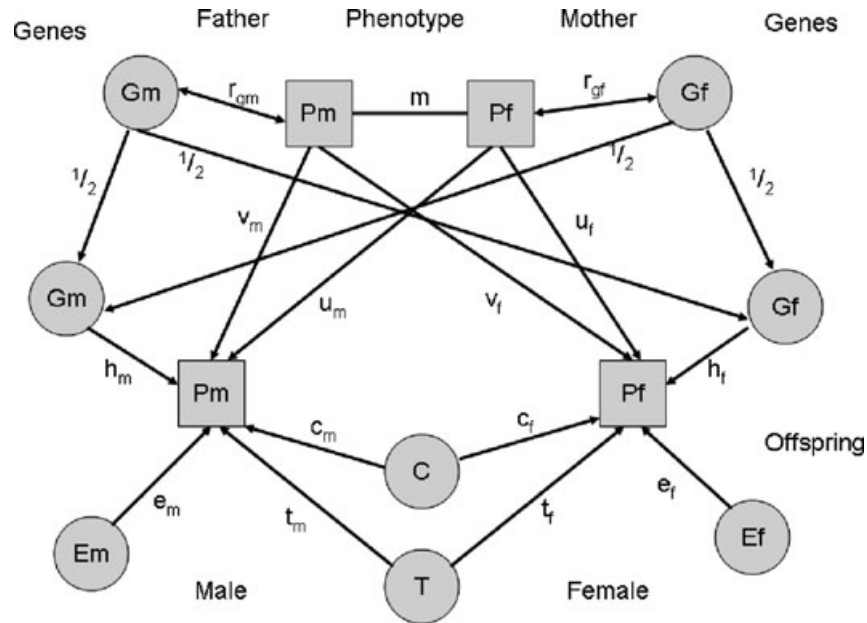 Genes Father Phenotype Mother Genes
Gm r_gm Pm m Pf r_gf Gf
1/2 1/2 1/2 1/2
v_m u_f
Gm u_m v_f Gf
h_m Pm Pf h_f
c_m C c_f Offspring
e_m t_m t_f e_f
Em T Ef
Male Female